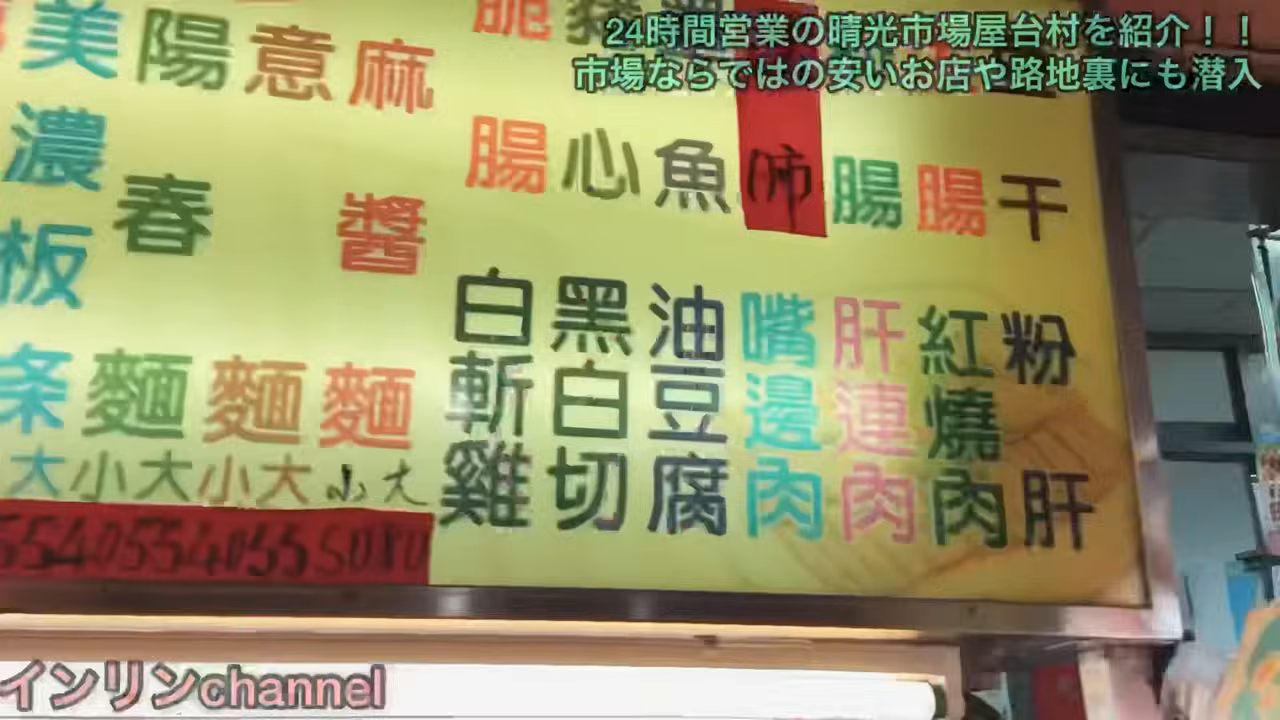 24時間営業の晴光市場屋台村を紹介！！
市場ならではの安いお店や路地裏にも潜入
美 陽 意 麻
濃 春 醬
板
条 麵 麵 麵
大 小 大 小 大 小 大
腸 心 魚 肺 腸 腸 干
白斬雞
黑白切
油豆腐
嘴邊肉
肝連肉
紅燒肉
粉肝
インリンchannel